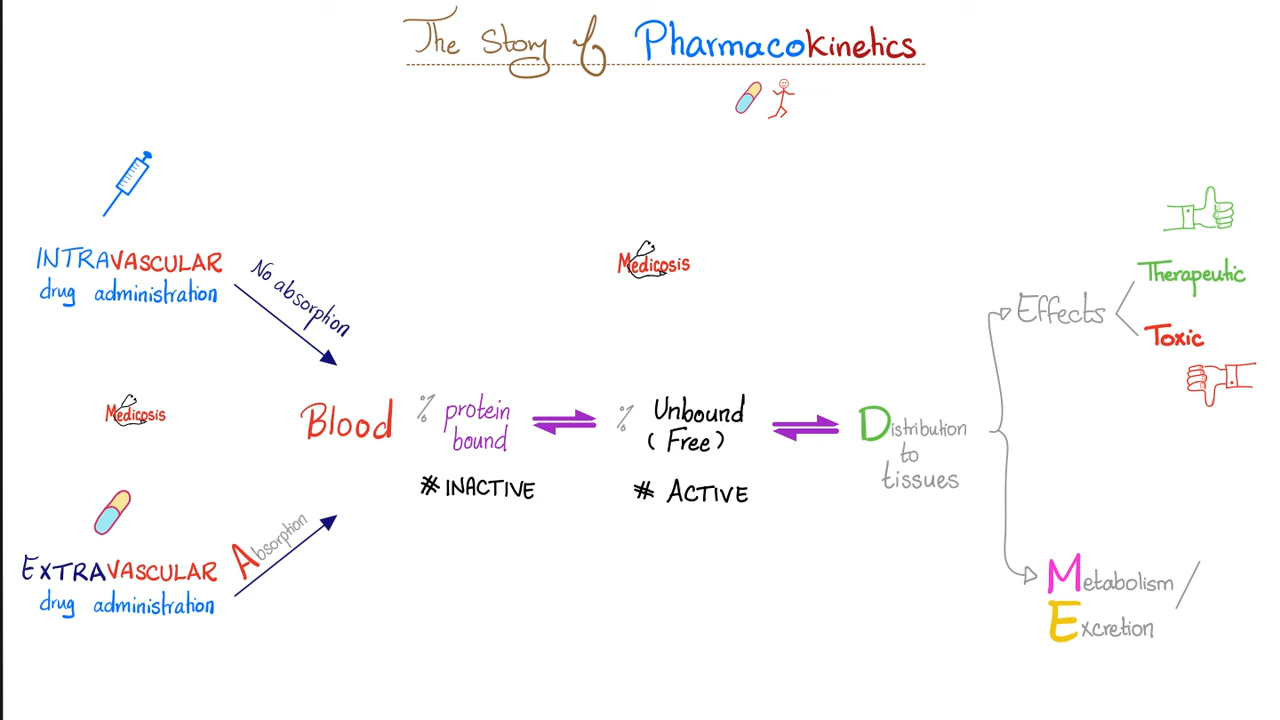 The Story of Pharmacokinetics
INTRAVASCULAR
drug administration
No absorption
Medicosis
Therapeutic
Effects
Toxic
Medicosis
Blood
% protein
bound
# INACTIVE
% Unbound
(Free)
# ACTIVE
Distribution
to
tissues
EXTRAVASCULAR
drug administration
Absorption
Metabolism /
Excretion